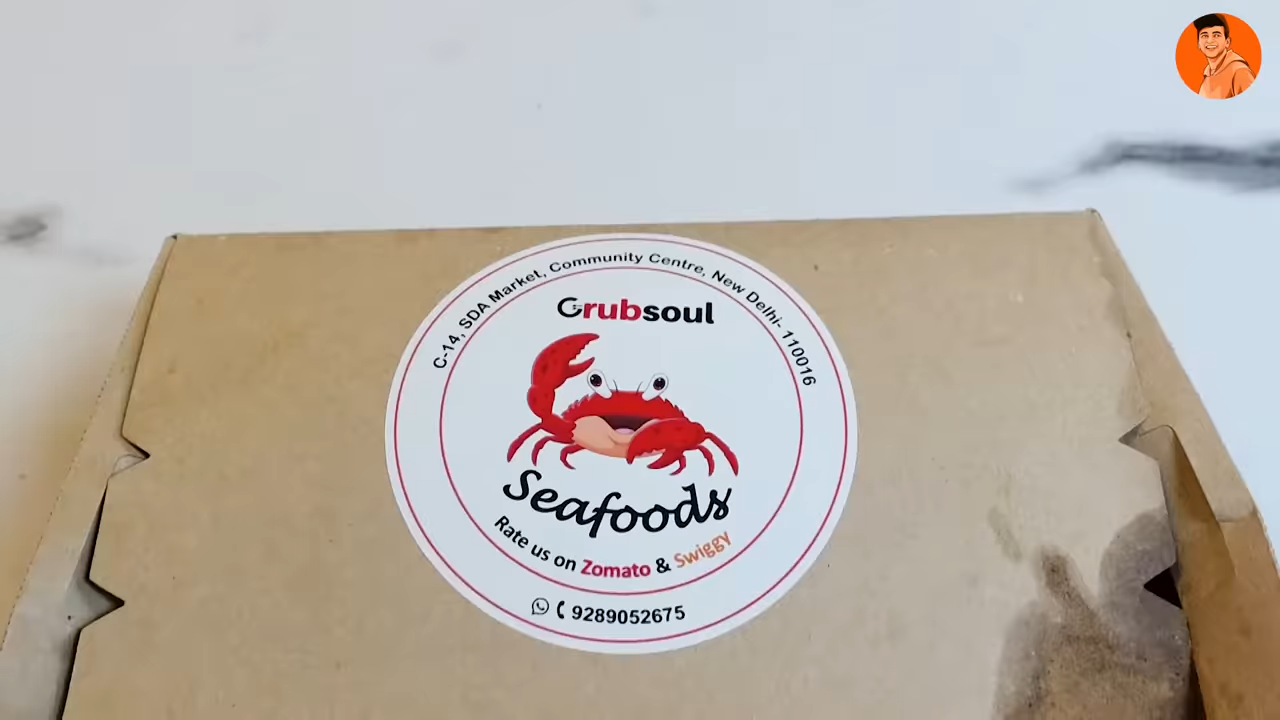 C-14, SDA Market, Community Centre, New Delhi- 110016
Grubsoul
Seafoods
Rate us on Zomato & Swiggy
9289052675